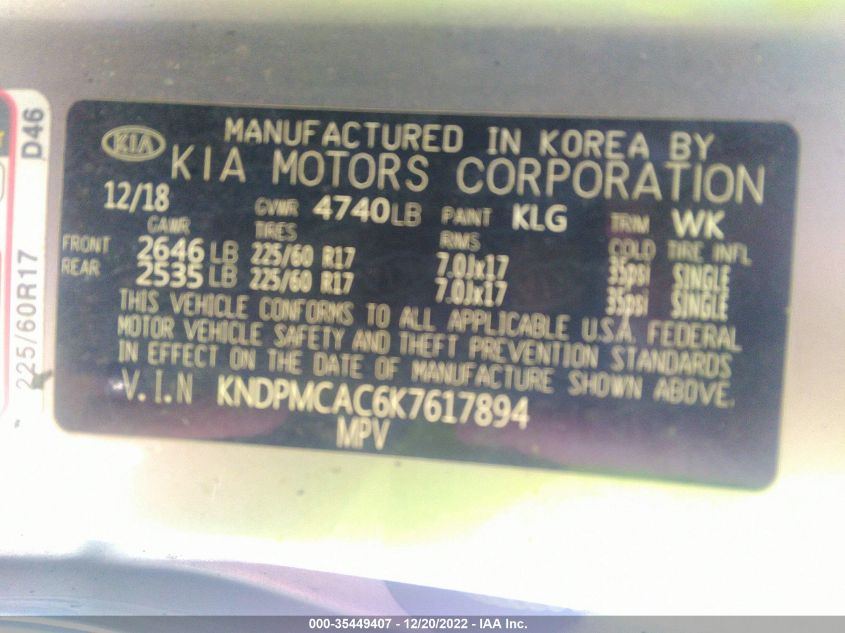 D46
225/60R17
KIA
MANUFACTURED IN KOREA BY
KIA MOTORS CORPORATION
12/18 GVWR 4740LB PAINT KLG TRIM WK
GAWR TIRES RMS COLD TIRE INFL
FRONT 2646 LB 225/60 R17 7.0Jx17 35psi SINGLE
REAR 2535 LB 225/60 R17 7.0Jx17 35psi SINGLE
THIS VEHICLE CONFORMS TO ALL APPLICABLE U.S.A. FEDERAL
MOTOR VEHICLE SAFETY AND THEFT PREVENTION STANDARDS
IN EFFECT ON THE DATE OF MANUFACTURE SHOWN ABOVE.
V.I.N KNDPMCAC6K7617894
MPV
000-35449407 - 12/20/2022 - IAA Inc.